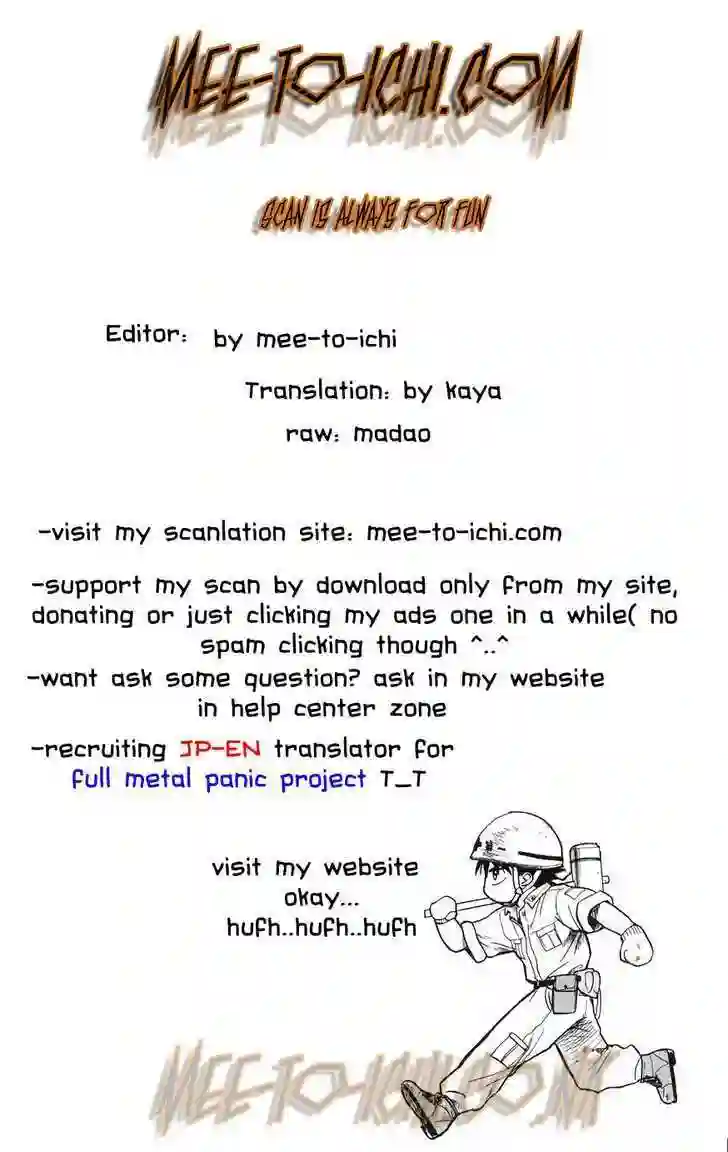 MEE-TO-ICHI.COM
SCAN IS ALWAYS FOR FUN
Editor: by mee-to-ichi
Translation: by kaya
raw: madao
-visit my scanlation site: mee-to-ichi.com
-support my scan by download only from my site,
donating or just clicking my ads one in a while( no
spam clicking though ^..^
-want ask some question? ask in my website
in help center zone
-recruiting JP-EN translator for
full metal panic project T_T
visit my website
okay...
hufh..hufh..hufh
MEE-TO-ICHI.COM